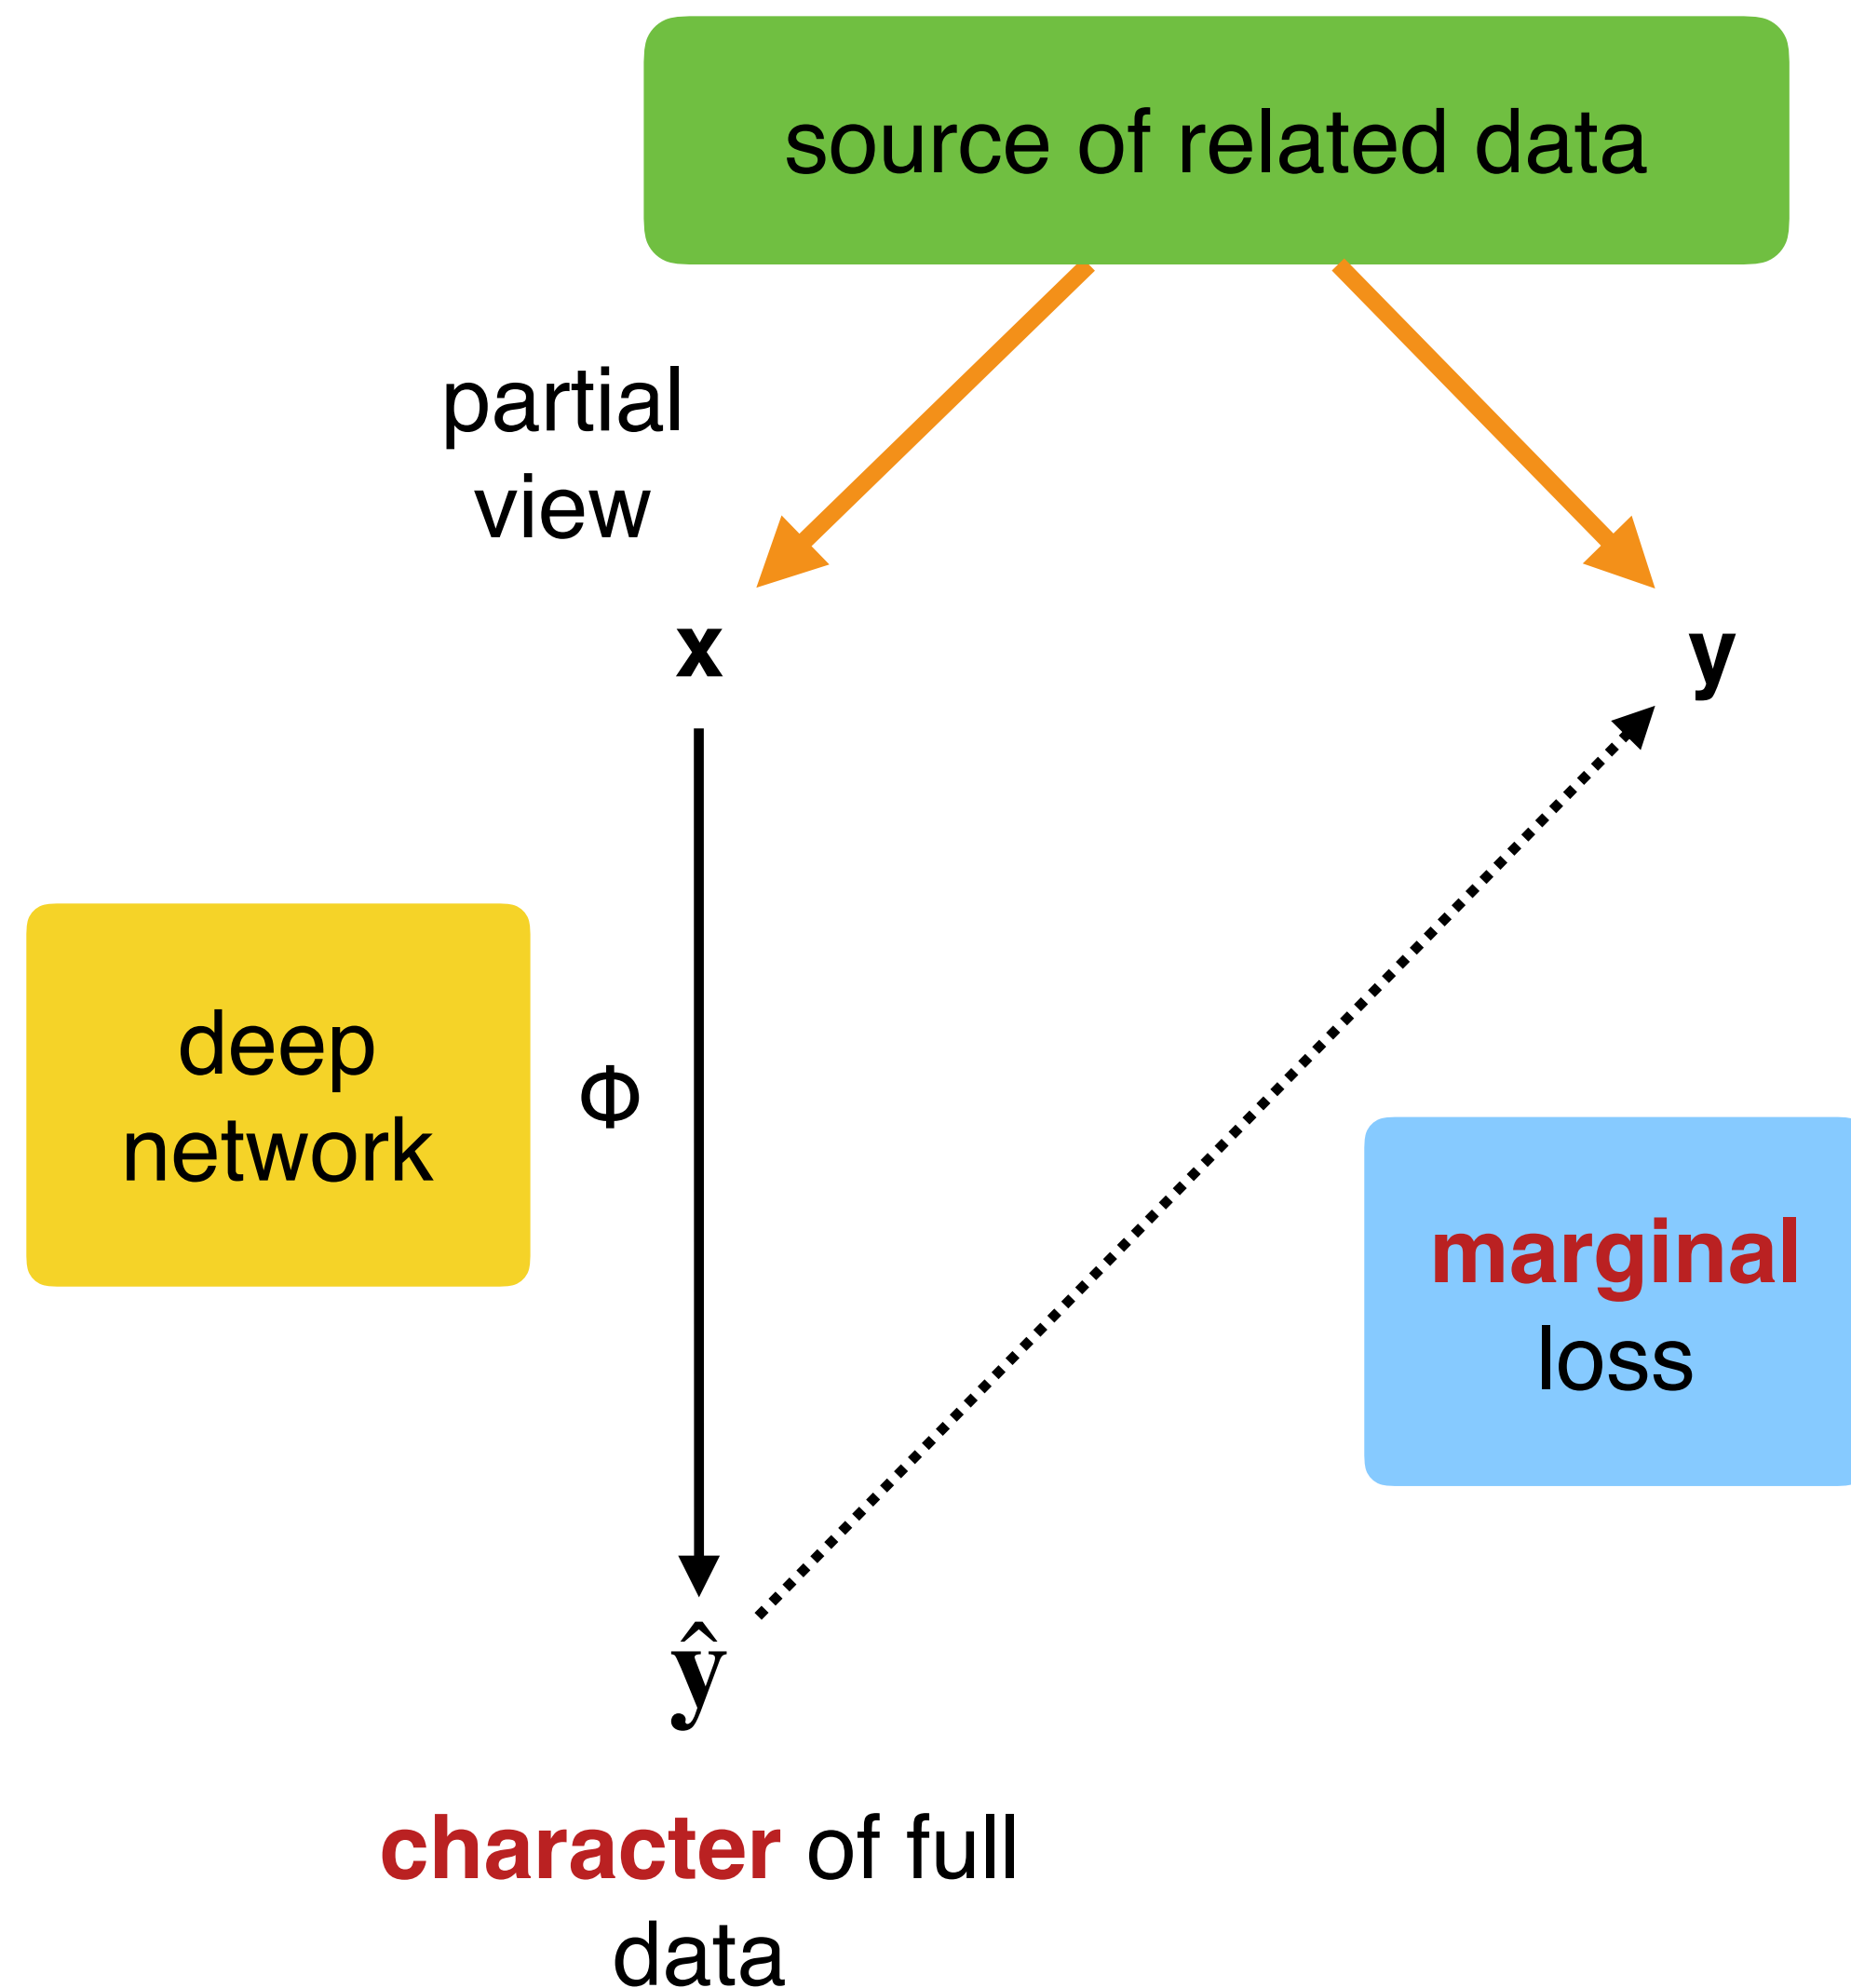 source of related data
partial
view
x
y
deep
network
Φ
marginal
loss
ŷ
character of full
data